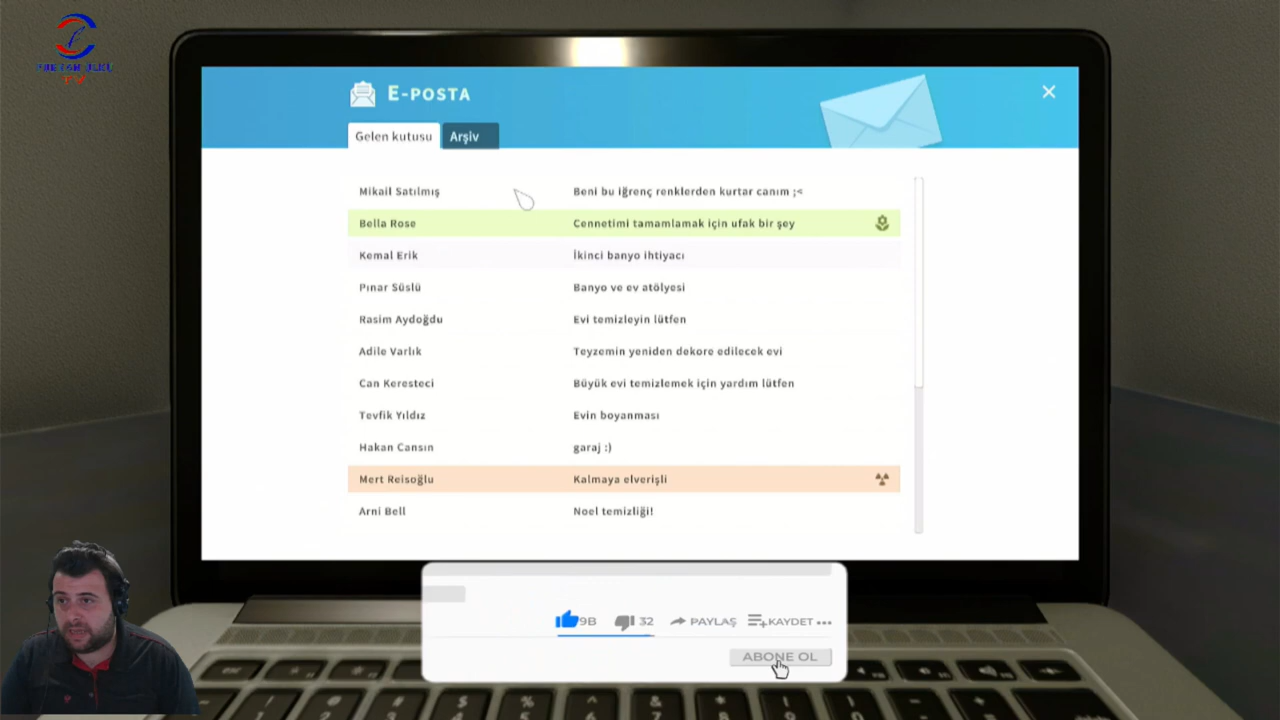 E-POSTA
Gelen kutusu Arşiv
Mikail Satılmış Beni bu iğrenç renklerden kurtar canım ;<
Bella Rose Cennetimi tamamlamak için ufak bir şey
Kemal Erik İkinci banyo ihtiyacı
Pınar Süslü Banyo ve ev atölyesi
Rasim Aydoğdu Evi temizleyin lütfen
Adile Varlık Teyzemin yeniden dekore edilecek evi
Can Keresteci Büyük evi temizlemek için yardım lütfen
Tevfik Yıldız Evin boyanması
Hakan Cansın garaj :)
Mert Reisoğlu Kalmaya elverişli
Arni Bell Noel temizliği!
9B 32 PAYLAŞ KAYDET
ABONE OL